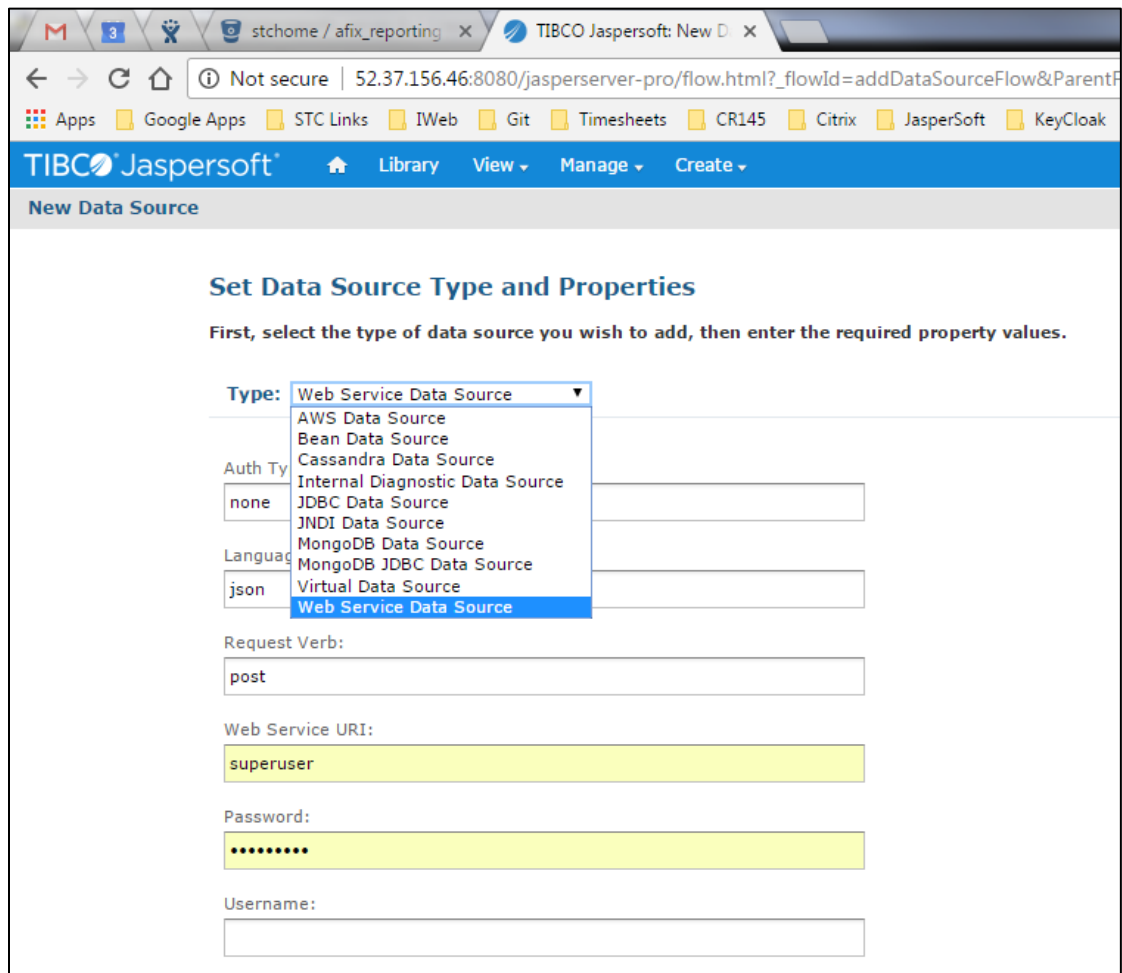 M 3 stchome / afix_reporting × TIBCO Jaspersoft: New D ×
Not secure | 52.37.156.46:8080/jasperserver-pro/flow.html?_flowId=addDataSourceFlow&ParentF
Apps Google Apps STC Links IWeb Git Timesheets CR145 Citrix JasperSoft KeyCloak
TIBCO Jaspersoft Library View Manage Create
New Data Source
Set Data Source Type and Properties
First, select the type of data source you wish to add, then enter the required property values.
Type: Web Service Data Source
AWS Data Source
Bean Data Source
Cassandra Data Source
Auth Ty
Internal Diagnostic Data Source
none JDBC Data Source
JNDI Data Source
MongoDB Data Source
Languag MongoDB JDBC Data Source
json Virtual Data Source
Web Service Data Source
Request Verb:
post
Web Service URI:
superuser
Password:
•••••••••
Username: